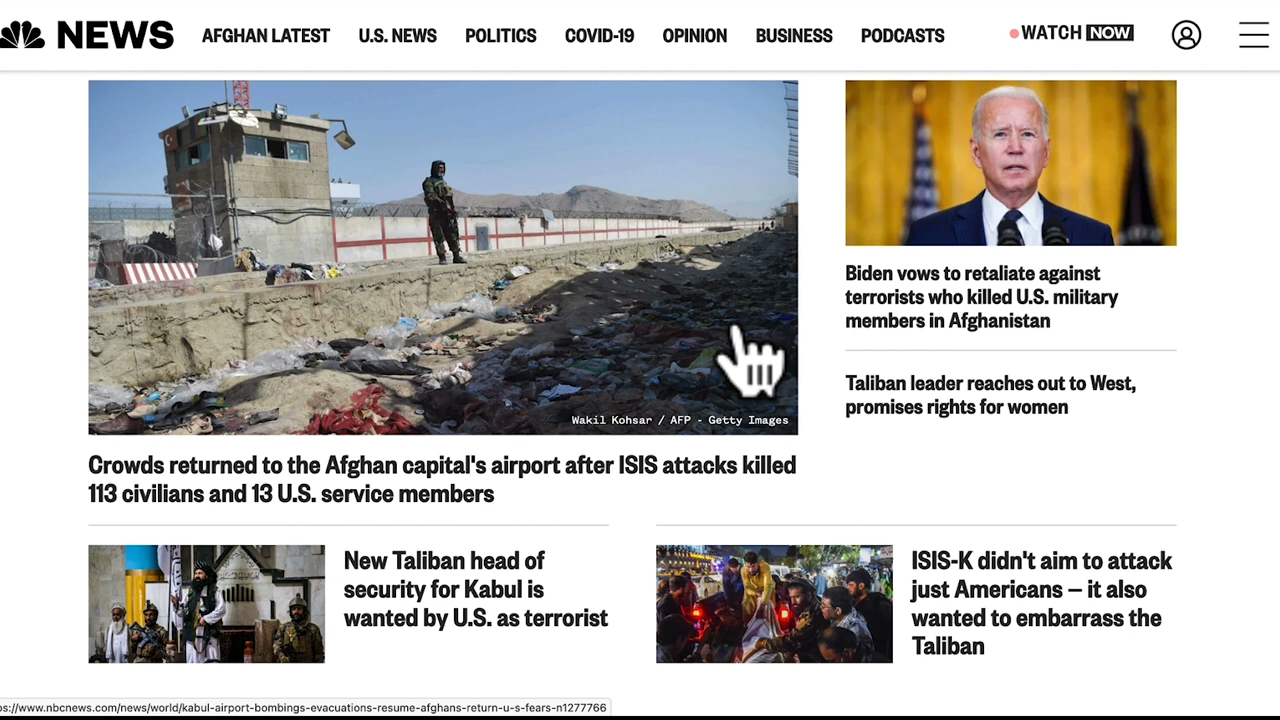 NEWS AFGHAN LATEST U.S. NEWS POLITICS COVID-19 OPINION BUSINESS PODCASTS WATCH NOW
Wakil Kohsar / AFP - Getty Images
Crowds returned to the Afghan capital's airport after ISIS attacks killed
113 civilians and 13 U.S. service members
Biden vows to retaliate against
terrorists who killed U.S. military
members in Afghanistan
Taliban leader reaches out to West,
promises rights for women
New Taliban head of
security for Kabul is
wanted by U.S. as terrorist
ISIS-K didn't aim to attack
just Americans — it also
wanted to embarrass the
Taliban
ps://www.nbcnews.com/news/world/kabul-airport-bombings-evacuations-resume-afghans-return-u-s-fears-n1277766